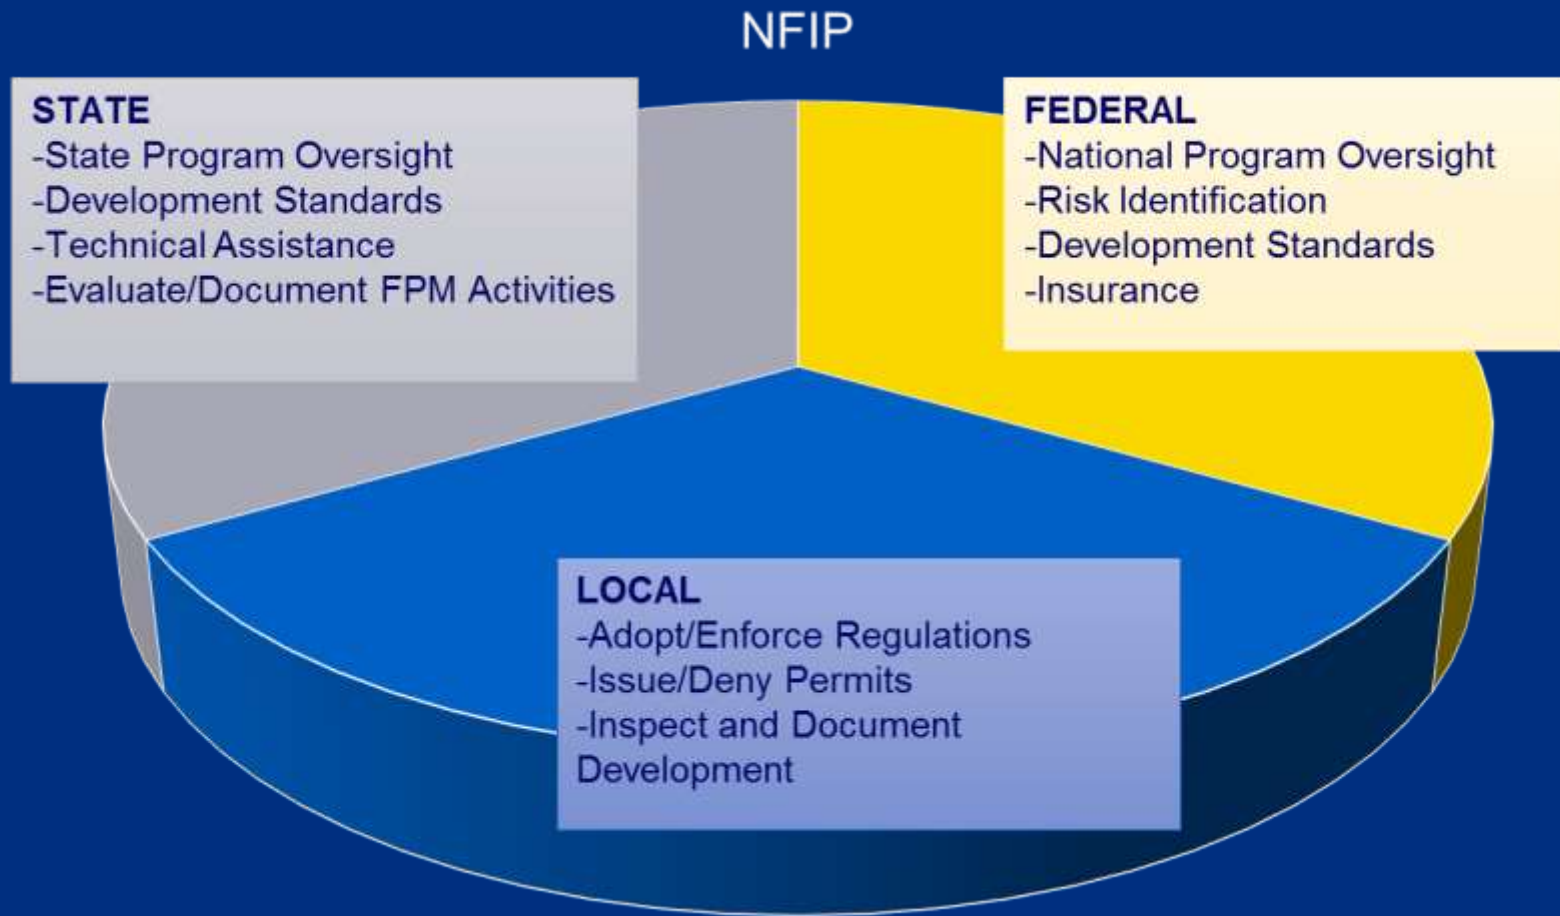 NFIP
STATE
-State Program Oversight
-Development Standards
-Technical Assistance
-Evaluate/Document FPM Activities
FEDERAL
-National Program Oversight
-Risk Identification
-Development Standards
-Insurance
LOCAL
-Adopt/Enforce Regulations
-Issue/Deny Permits
-Inspect and Document
Development